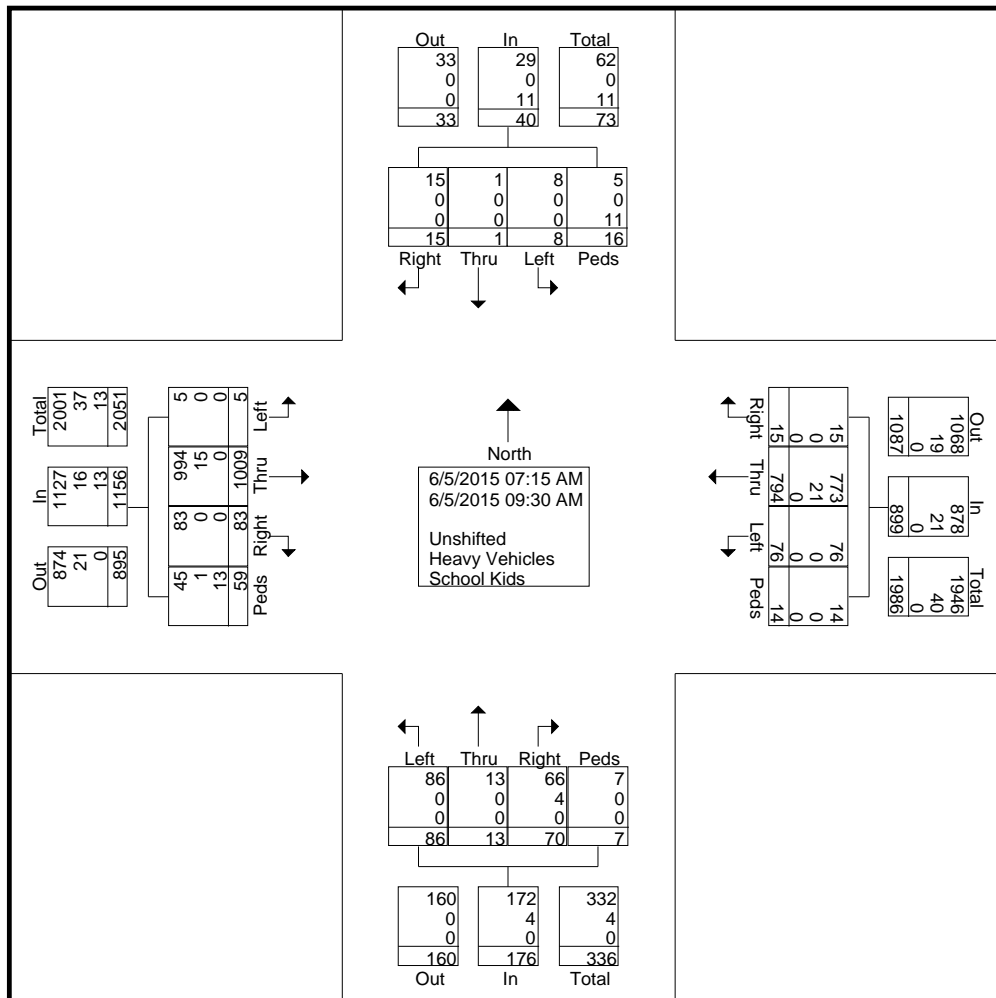 Out In Total
33 29 62
0 0 0
0 11 11
33 40 73
15 1 8 5
0 0 0 0
0 0 0 11
15 1 8 16
Right Thru Left Peds
Total
2001
37
13
2051
In
1127
16
13
1156
Out
874
21
0
895
5
0
0
5
Left
994
15
0
1009
Thru
83
0
0
83
Right
45
1
13
59
Peds
North
6/5/2015 07:15 AM
6/5/2015 09:30 AM
Unshifted
Heavy Vehicles
School Kids
Right
15
0
0
15
Thru
773
21
0
794
Left
76
0
0
76
Peds
14
0
0
14
Out
1068
19
0
1087
In
878
21
0
899
Total
1946
40
0
1986
Left Thru Right Peds
86 13 66 7
0 0 4 0
0 0 0 0
86 13 70 7
160 172 332
0 4 4
0 0 0
160 176 336
Out In Total